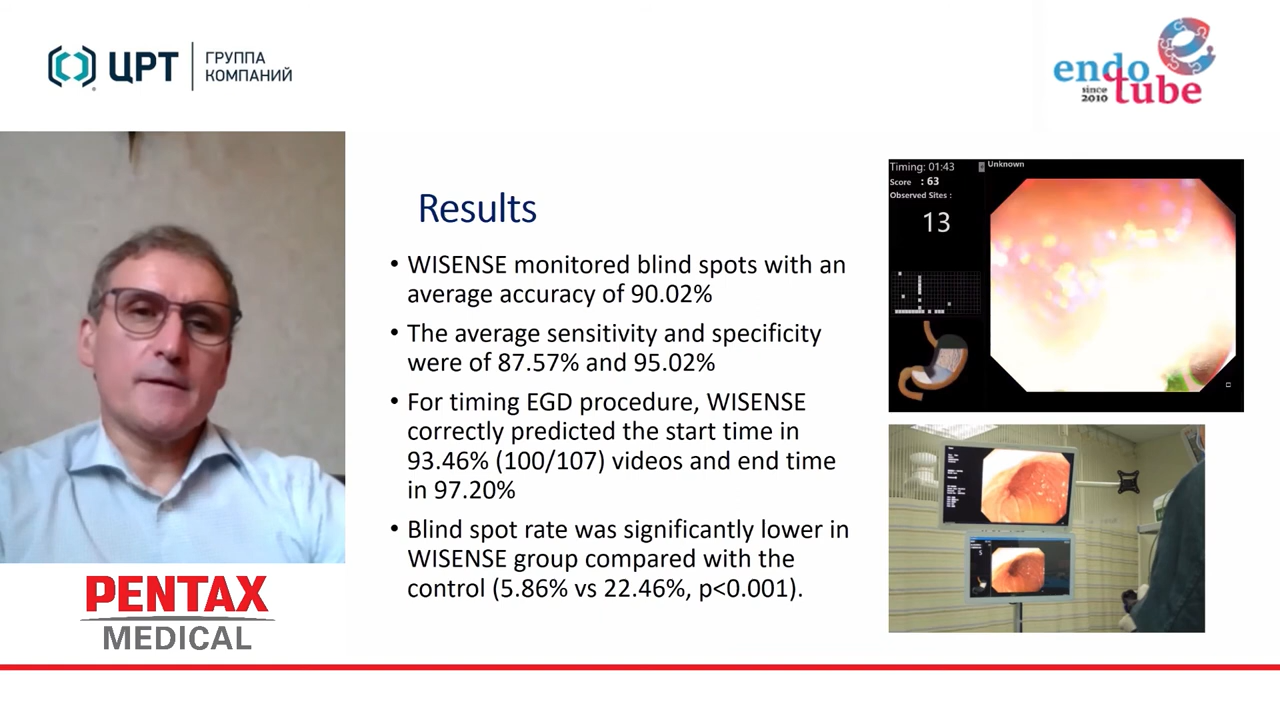 ЦРТ
ГРУППА
КОМПАНИЙ
endo
since
2010
tube
Results
• WISENSE monitored blind spots with an
average accuracy of 90.02%
• The average sensitivity and specificity
were of 87.57% and 95.02%
• For timing EGD procedure, WISENSE
correctly predicted the start time in
93.46% (100/107) videos and end time
in 97.20%
• Blind spot rate was significantly lower in
WISENSE group compared with the
control (5.86% vs 22.46%, p<0.001).
Timing: 01:43
Unknown
Score : 63
Observed Sites :
13
PENTAX
MEDICAL